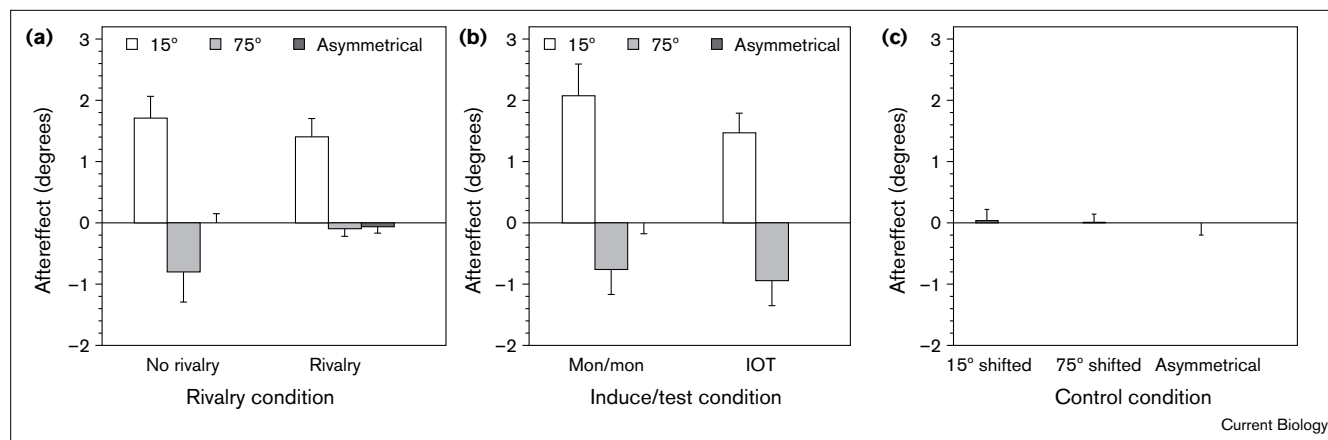 (a)
15° 75° Asymmetrical
3
2
1
0
−1
−2
Aftereffect (degrees)
No rivalry Rivalry
Rivalry condition
(b)
15° 75° Asymmetrical
3
2
1
0
−1
−2
Aftereffect (degrees)
Mon/mon IOT
Induce/test condition
(c)
3
2
1
0
−1
−2
Aftereffect (degrees)
15° shifted 75° shifted Asymmetrical
Control condition
Current Biology